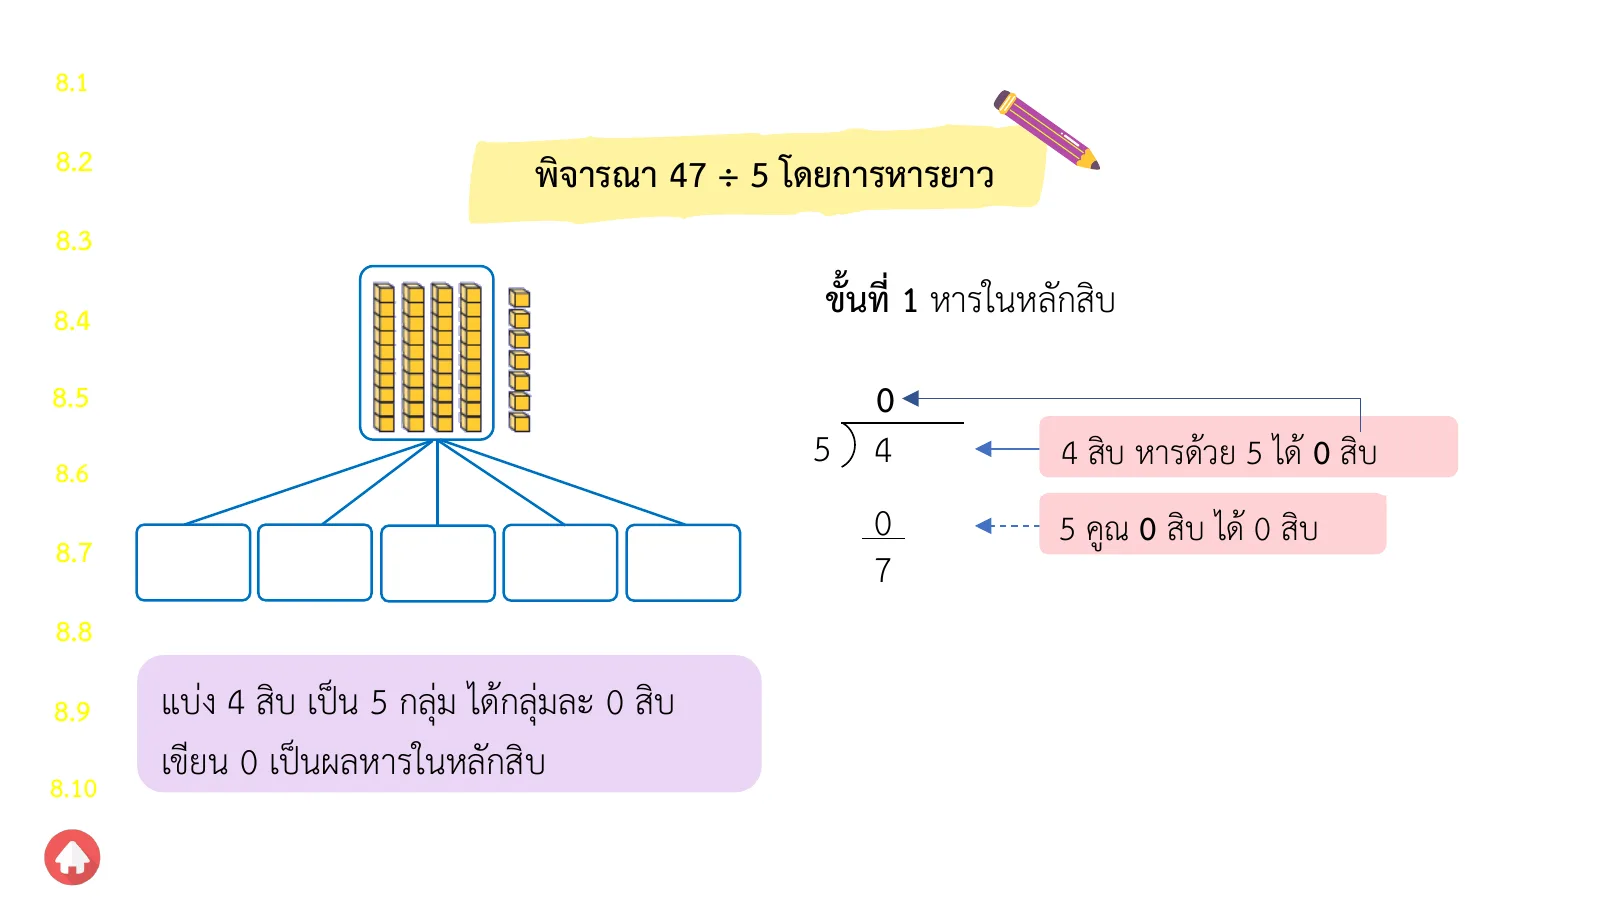 8.1
8.2
8.3
8.4
8.5
8.6
8.7
8.8
8.9
8.10
พิจารณา 47 ÷ 5 โดยการหารยาว
ขั้นที่ 1 หารในหลักสิบ
0
5 ) 4
4 สิบ หารด้วย 5 ได้ 0 สิบ
0
5 คูณ 0 สิบ ได้ 0 สิบ
7
แบ่ง 4 สิบ เป็น 5 กลุ่ม ได้กลุ่มละ 0 สิบ
เขียน 0 เป็นผลหารในหลักสิบ